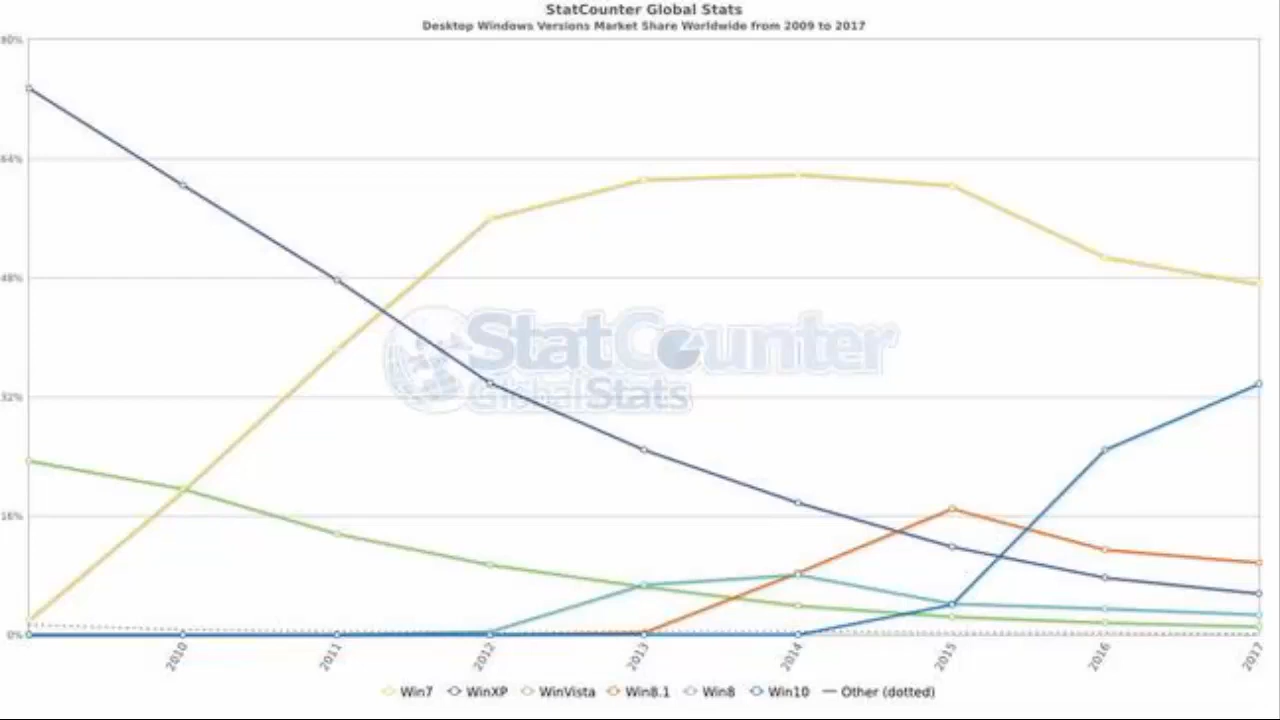 StatCounter Global Stats
Desktop Windows Versions Market Share Worldwide from 2009 to 2017
80%
64%
48%
StatCounter
GlobalStats
32%
16%
0%
2010 2011 2012 2013 2014 2015 2016 2017
Win7 WinXP WinVista Win8.1 Win8 Win10 Other (dotted)